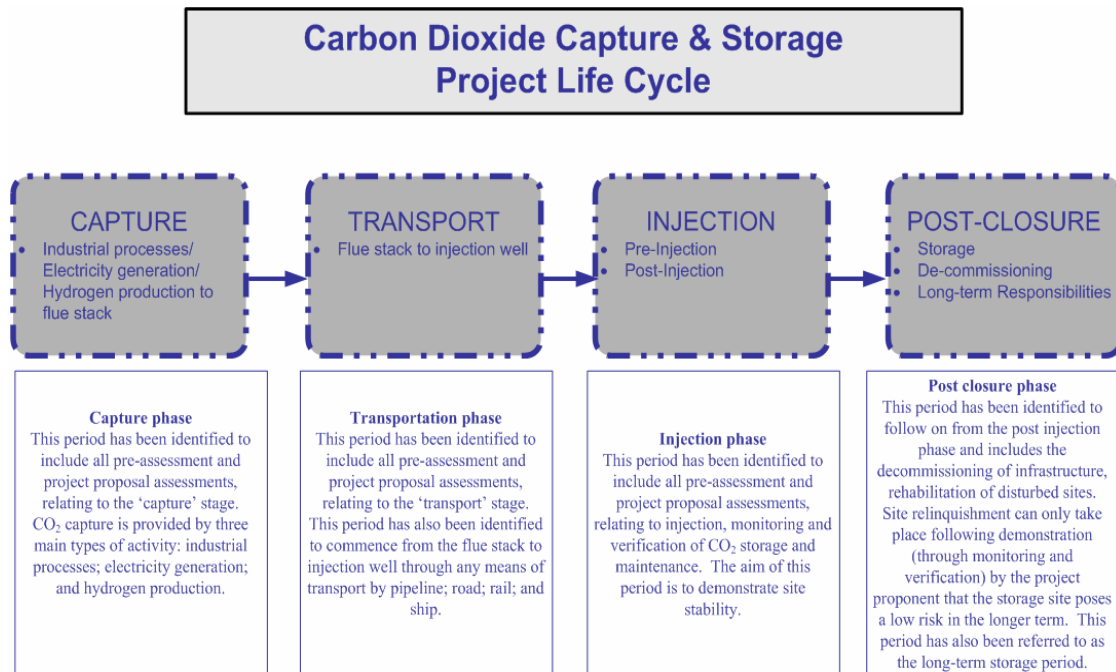 Carbon Dioxide Capture & Storage
Project Life Cycle
CAPTURE
• Industrial processes/
Electricity generation/
Hydrogen production to
flue stack
TRANSPORT
• Flue stack to injection well
INJECTION
• Pre-Injection
• Post-Injection
POST-CLOSURE
• Storage
• De-commissioning
• Long-term Responsibilities
Capture phase
This period has been identified to
include all pre-assessment and
project proposal assessments,
relating to the ‘capture’ stage.
CO₂ capture is provided by three
main types of activity: industrial
processes; electricity generation;
and hydrogen production.
Transportation phase
This period has been identified to
include all pre-assessment and
project proposal assessments,
relating to the ‘transport’ stage.
This period has also been identified
to commence from the flue stack to
injection well through any means of
transport by pipeline; road; rail; and
ship.
Injection phase
This period has been identified to
include all pre-assessment and
project proposal assessments,
relating to injection, monitoring and
verification of CO₂ storage and
maintenance. The aim of this
period is to demonstrate site
stability.
Post closure phase
This period has been identified to
follow on from the post injection
phase and includes the
decommissioning of infrastructure,
rehabilitation of disturbed sites.
Site relinquishment can only take
place following demonstration
(through monitoring and
verification) by the project
proponent that the storage site poses
a low risk in the longer term. This
period has also been referred to as
the long-term storage period.